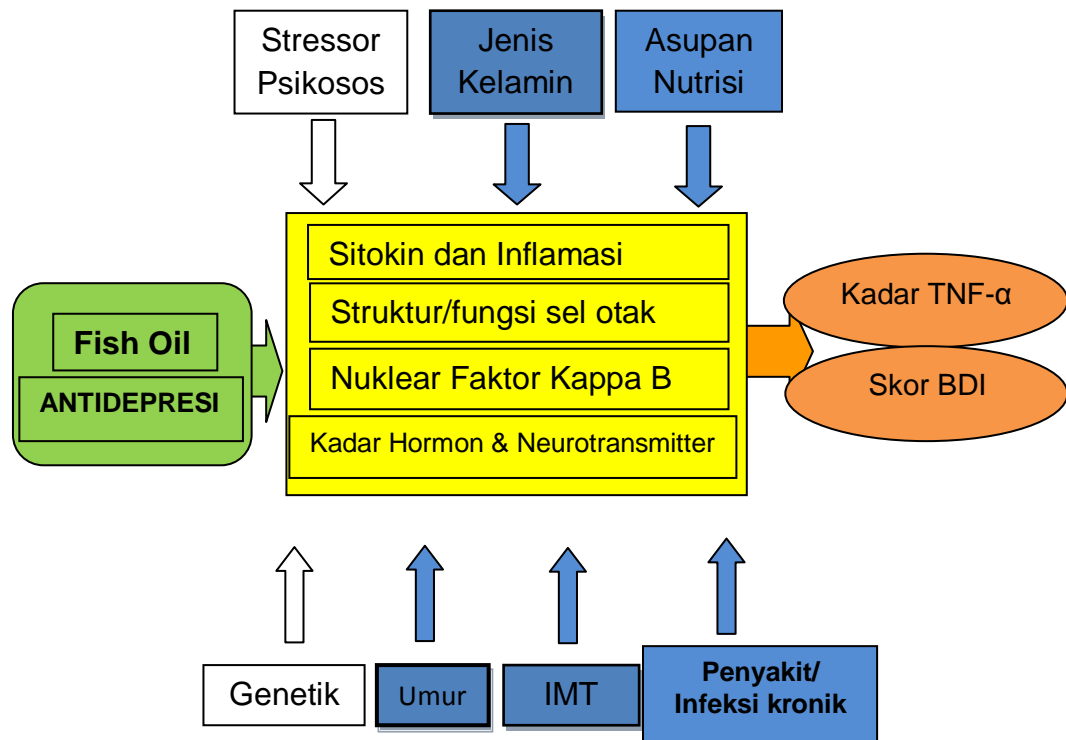 Stressor
Psikosos
Jenis
Kelamin
Asupan
Nutrisi
Sitokin dan Inflamasi
Struktur/fungsi sel otak
Nuklear Faktor Kappa B
Kadar Hormon & Neurotransmitter
Fish Oil
ANTIDEPRESI
Kadar TNF-α
Skor BDI
Genetik
Umur
IMT
Penyakit/
Infeksi kronik